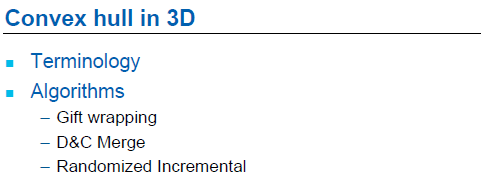 Convex hull in 3D
Terminology
Algorithms
– Gift wrapping
– D&C Merge
– Randomized Incremental